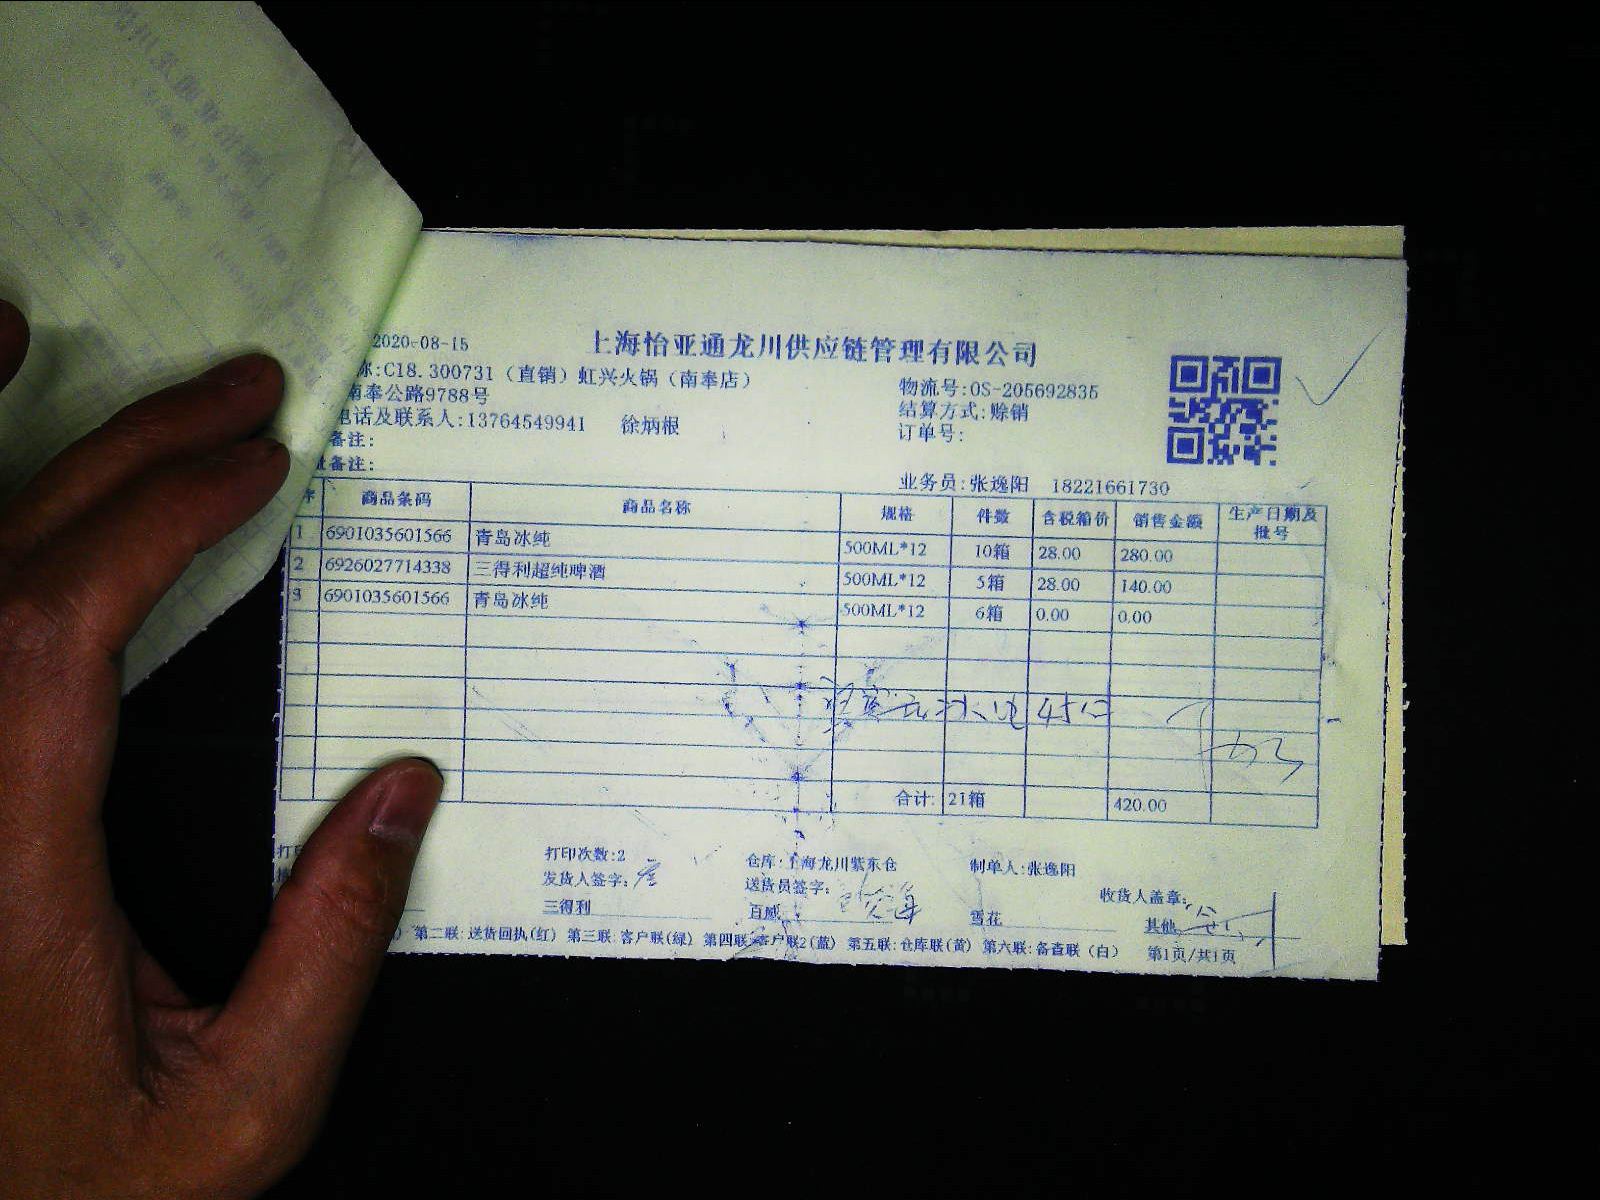 2020-08-15
上海怡亚通龙川供应链管理有限公司
称:C18.300731（直销）虹兴火锅（南奉店）
物流号:OS-205692835
南奉公路9788号
结算方式:赊销
电话及联系人:13764549941 徐炳根
订单号:
备注:
备注:
业务员:张逸阳 18221661730
序 商品条码 商品名称 规格 件数 含税箱价 销售金额 生产日期及批号
1 6901035601566 青岛冰纯 500ML*12 10箱 28.00 280.00
2 6926027714338 三得利超纯啤酒 500ML*12 5箱 28.00 140.00
3 6901035601566 青岛冰纯 500ML*12 6箱 0.00 0.00
合计: 21箱 420.00
打印次数:2 仓库:上海龙川紫东仓 制单人:张逸阳
发货人签字: 送货员签字: 收货人盖章:
三得利 百威 雪花 其他
第二联:送货回执(红) 第三联:客户联(绿) 第四联:客户联2(蓝) 第五联:仓库联(黄) 第六联:备查联（白） 第1页/共1页